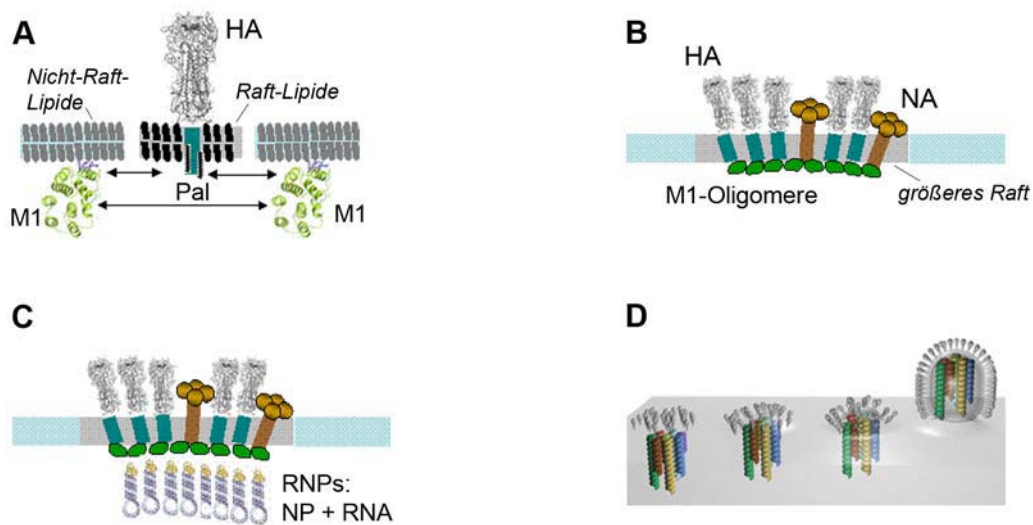 A
HA
Nicht-Raft-
Lipide
Raft-Lipide
Pal
M1
M1
B
HA
NA
M1-Oligomere
größeres Raft
C
RNPs:
NP + RNA
D